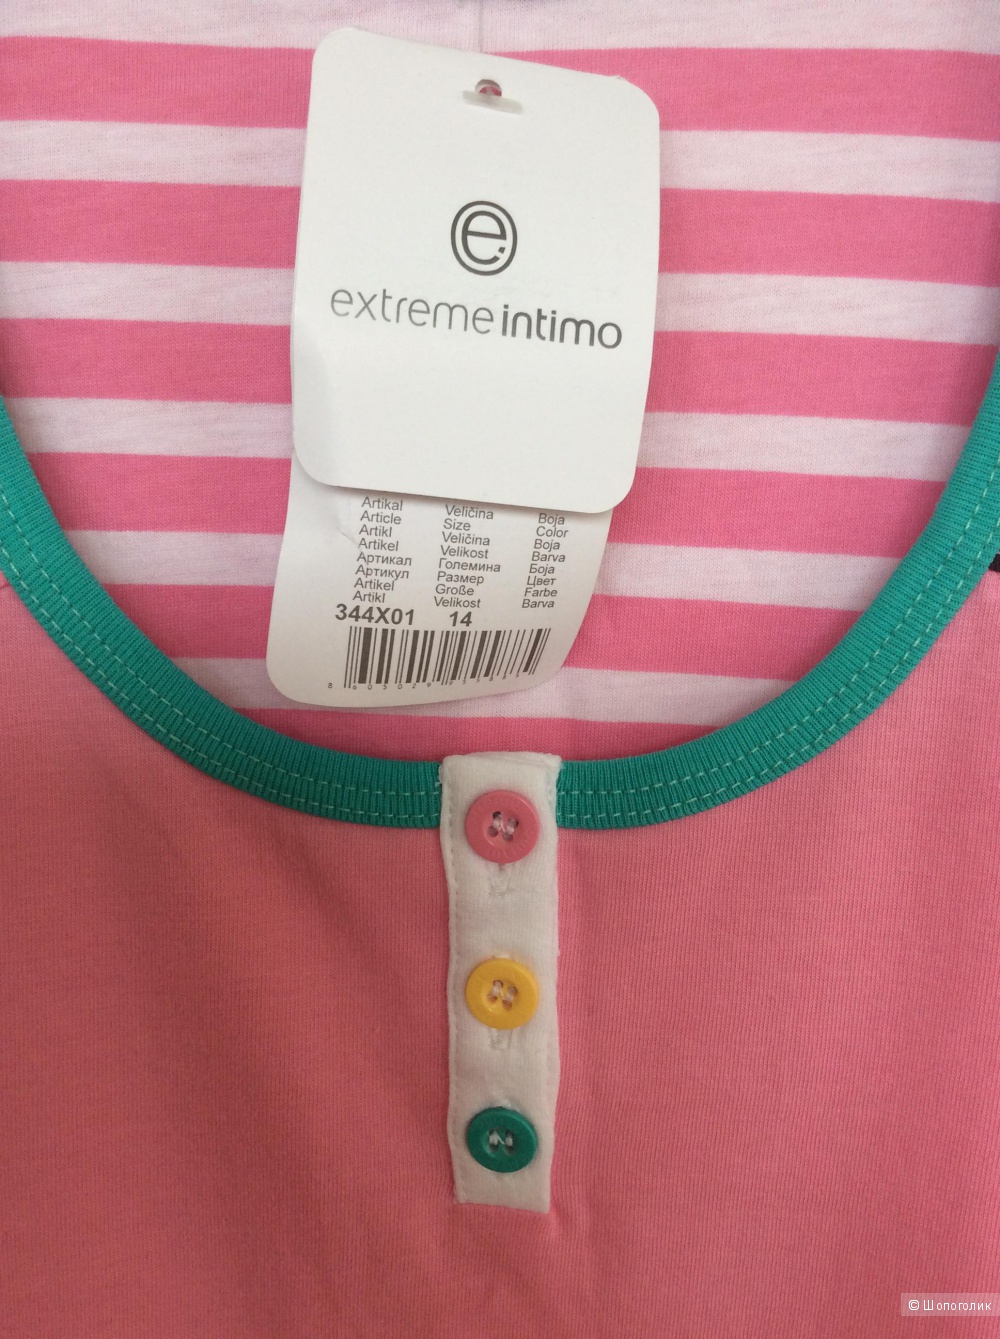 e
extreme intimo
Artikal Veličina Boja
Article Size Color
Artikl Veličina Boja
Artikel Velikost Barva
Артикал Големина Боја
Артикул Размер Цвет
Artikel Große Farbe
Artikl Velikost Barva
344X01 14
© Шопоголик